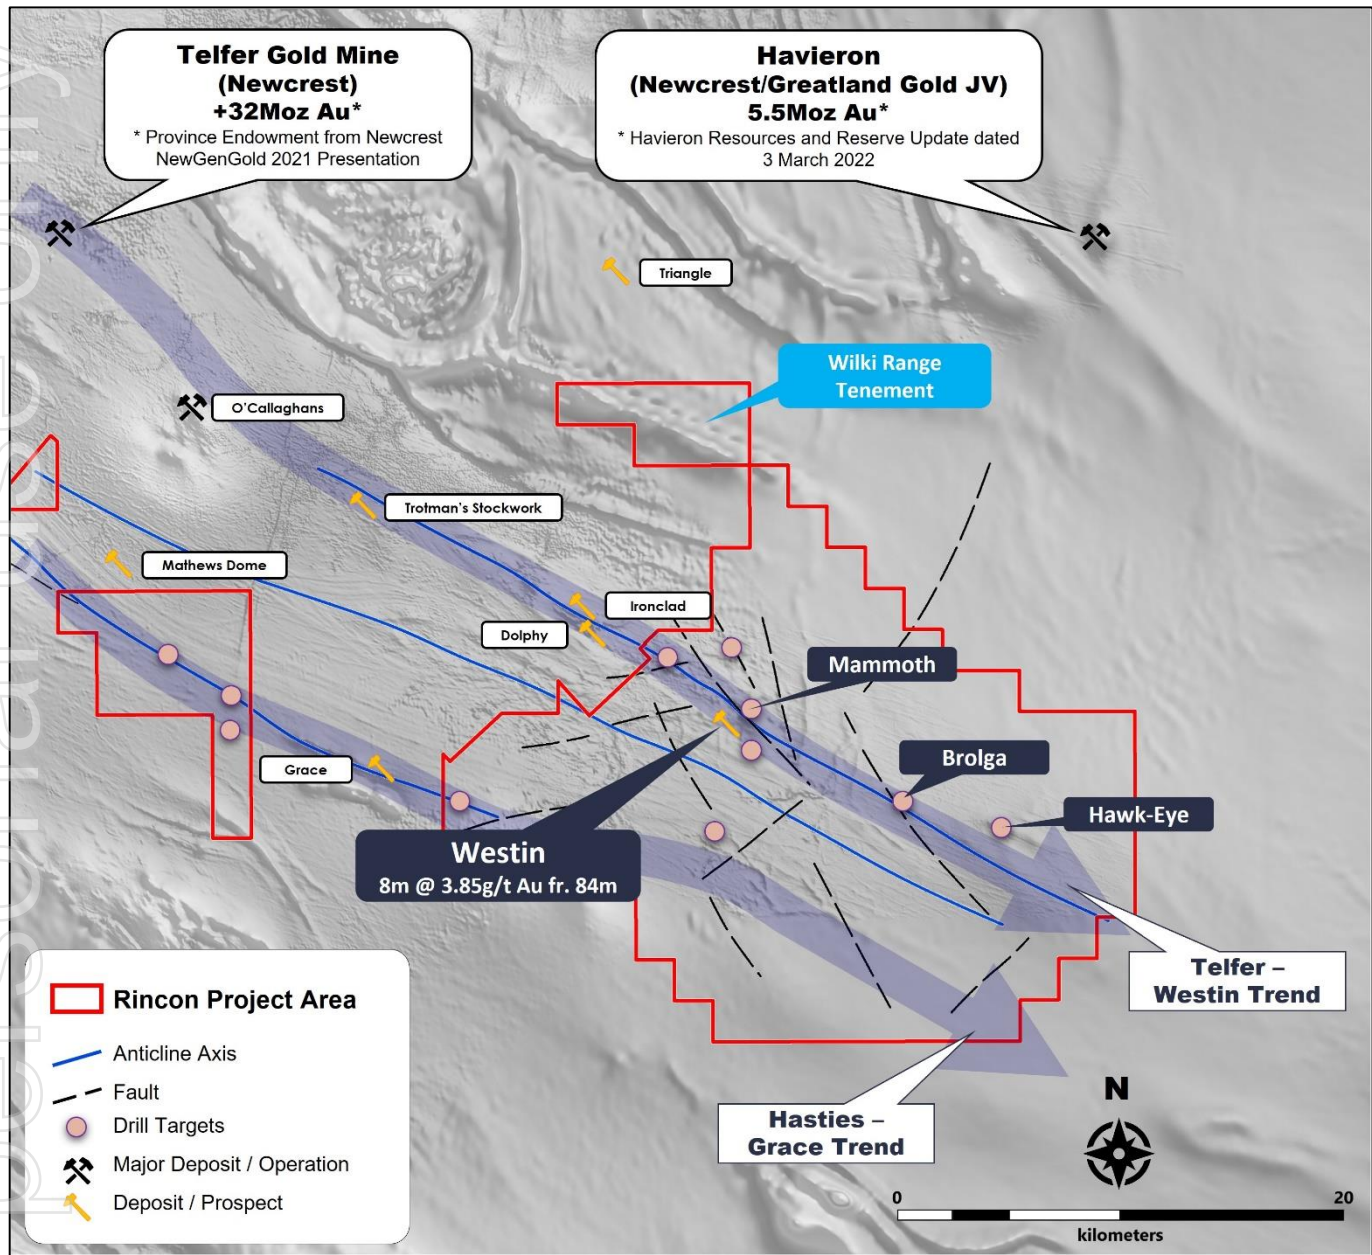 Telfer Gold Mine
(Newcrest)
+32Moz Au*
* Province Endowment from Newcrest
NewGenGold 2021 Presentation
Havieron
(Newcrest/Greatland Gold JV)
5.5Moz Au*
* Havieron Resources and Reserve Update dated
3 March 2022
Triangle
Wilki Range
Tenement
O'Callaghans
Trotman's Stockwork
Mathews Dome
Ironclad
Dolphy
Mammoth
Grace
Brolga
Hawk-Eye
Westin
8m @ 3.85g/t Au fr. 84m
Telfer –
Westin Trend
Hasties –
Grace Trend
Rincon Project Area
Anticline Axis
Fault
Drill Targets
Major Deposit / Operation
Deposit / Prospect
N
0 20
kilometers
personal use only